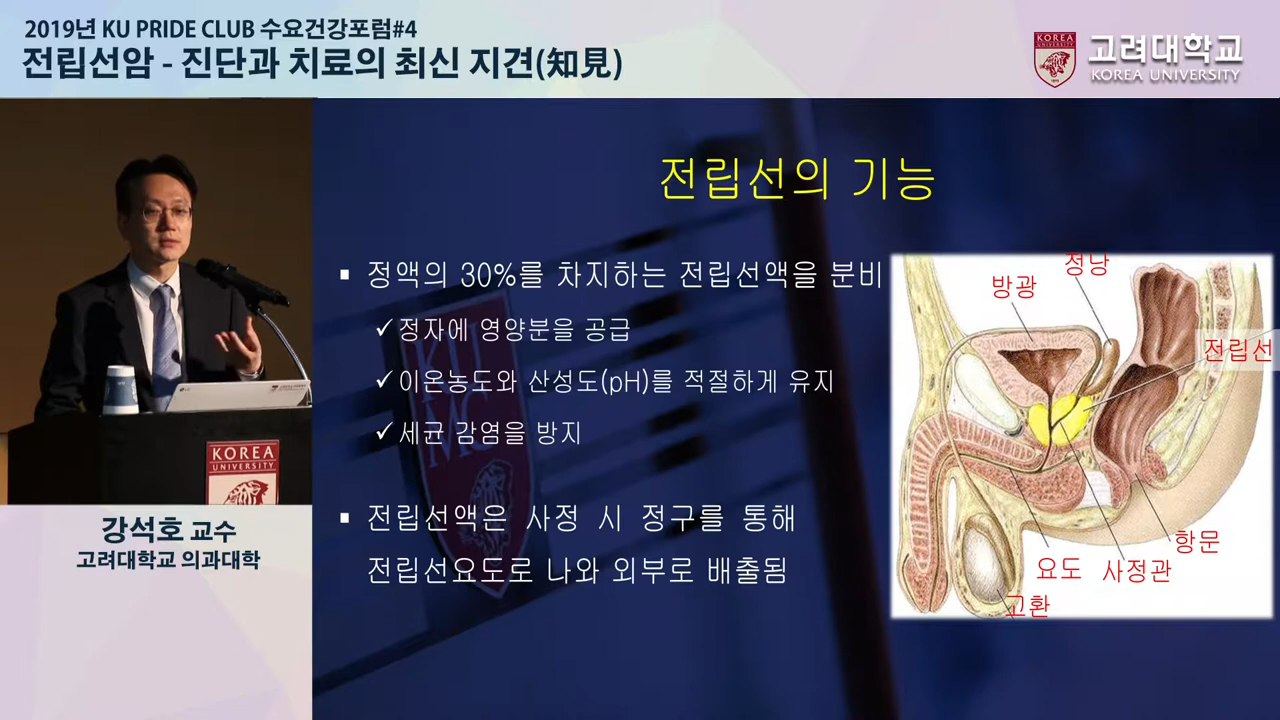 2019년 KU PRIDE CLUB 수요건강포럼#4
전립선암 - 진단과 치료의 최신 지견(知見)
KOREA
고려대학교
KOREA UNIVERSITY
전립선의 기능
▪ 정액의 30%를 차지하는 전립선액을 분비
✓정자에 영양분을 공급
✓이온농도와 산성도(pH)를 적절하게 유지
✓세균 감염을 방지
▪ 전립선액은 사정 시 정구를 통해
전립선요도로 나와 외부로 배출됨
정낭
방광
전립선
항문
요도
사정관
고환
KU
MC
KOREA
UNIVERSITY
강석호 교수
고려대학교 의과대학